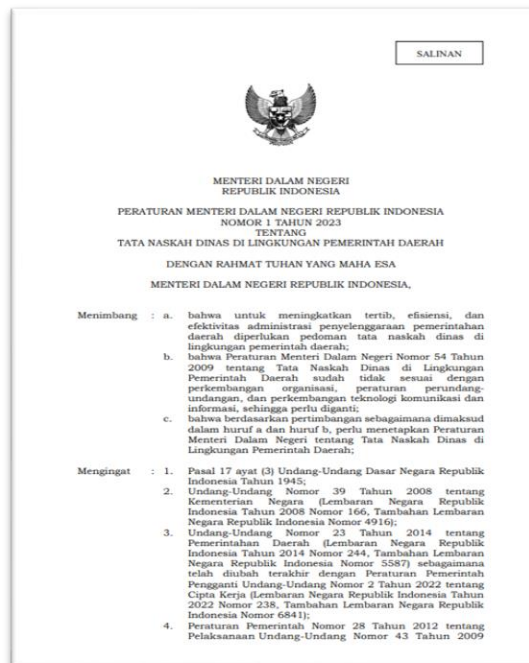 SALINAN
MENTERI DALAM NEGERI
REPUBLIK INDONESIA
PERATURAN MENTERI DALAM NEGERI REPUBLIK INDONESIA
NOMOR 1 TAHUN 2023
TENTANG
TATA NASKAH DINAS DI LINGKUNGAN PEMERINTAH DAERAH
DENGAN RAHMAT TUHAN YANG MAHA ESA
MENTERI DALAM NEGERI REPUBLIK INDONESIA,
Menimbang : a. bahwa untuk meningkatkan tertib, efisiensi, dan
efektivitas administrasi penyelenggaraan pemerintahan
daerah diperlukan pedoman tata naskah dinas di
lingkungan pemerintah daerah;
b. bahwa Peraturan Menteri Dalam Negeri Nomor 54 Tahun
2009 tentang Tata Naskah Dinas di Lingkungan
Pemerintah Daerah sudah tidak sesuai dengan
perkembangan organisasi, peraturan perundang-
undangan, dan perkembangan teknologi komunikasi dan
informasi, sehingga perlu diganti;
c. bahwa berdasarkan pertimbangan sebagaimana dimaksud
dalam huruf a dan huruf b, perlu menetapkan Peraturan
Menteri Dalam Negeri tentang Tata Naskah Dinas di
Lingkungan Pemerintah Daerah;
Mengingat : 1. Pasal 17 ayat (3) Undang-Undang Dasar Negara Republik
Indonesia Tahun 1945;
2. Undang-Undang Nomor 39 Tahun 2008 tentang
Kementerian Negara (Lembaran Negara Republik
Indonesia Tahun 2008 Nomor 166, Tambahan Lembaran
Negara Republik Indonesia Nomor 4916);
3. Undang-Undang Nomor 23 Tahun 2014 tentang
Pemerintahan Daerah (Lembaran Negara Republik
Indonesia Tahun 2014 Nomor 244, Tambahan Lembaran
Negara Republik Indonesia Nomor 5587) sebagaimana
telah diubah terakhir dengan Peraturan Pemerintah
Pengganti Undang-Undang Nomor 2 Tahun 2022 tentang
Cipta Kerja (Lembaran Negara Republik Indonesia Tahun
2022 Nomor 238, Tambahan Lembaran Negara Republik
Indonesia Nomor 6841);
4. Peraturan Pemerintah Nomor 28 Tahun 2012 tentang
Pelaksanaan Undang-Undang Nomor 43 Tahun 2009